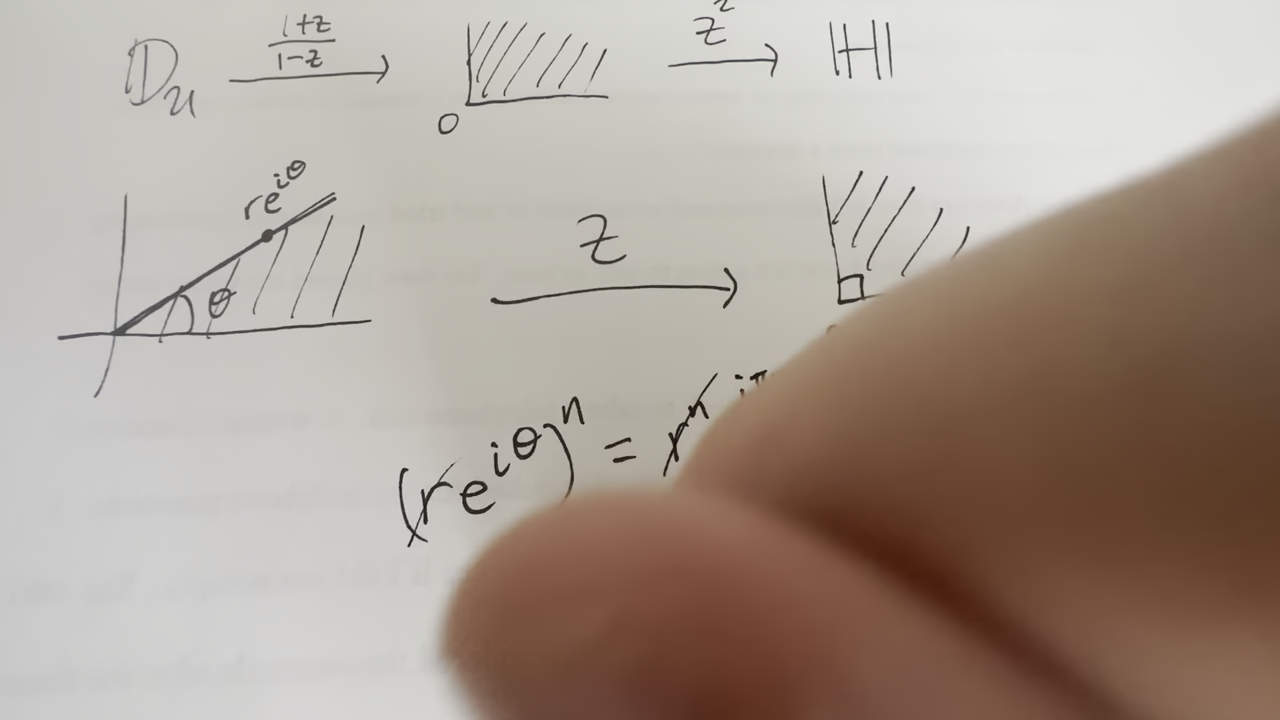 D_u 1+z/1-z → 0 z² → ℍ
re^{iθ} θ z →
(re^{iθ})^n = r^n